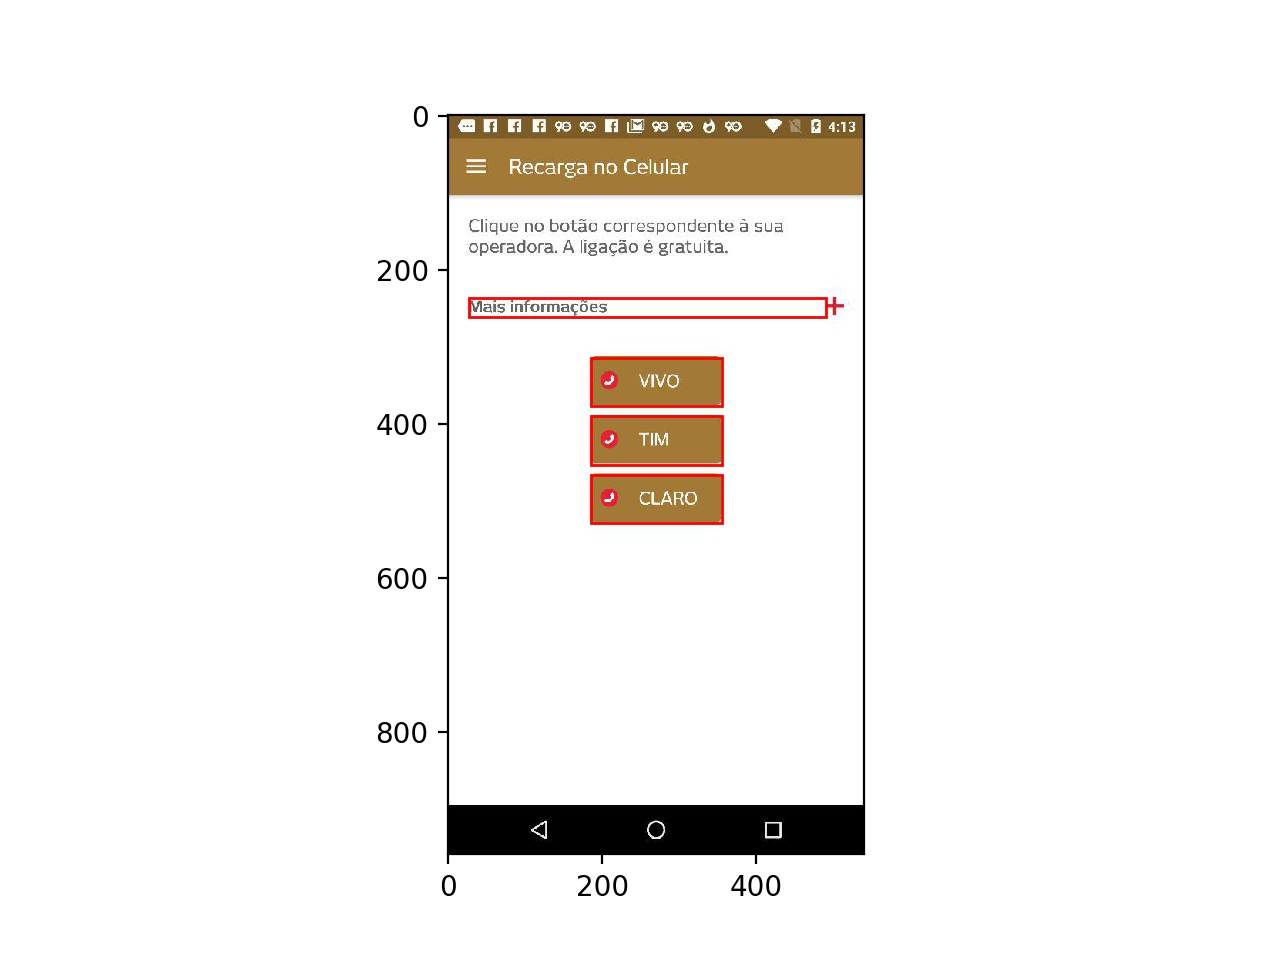 0
200
400
600
800
4:13
Recarga no Celular
Clique no botão correspondente à sua
operadora. A ligação é gratuita.
Mais informações +
VIVO
TIM
CLARO
0 200 400